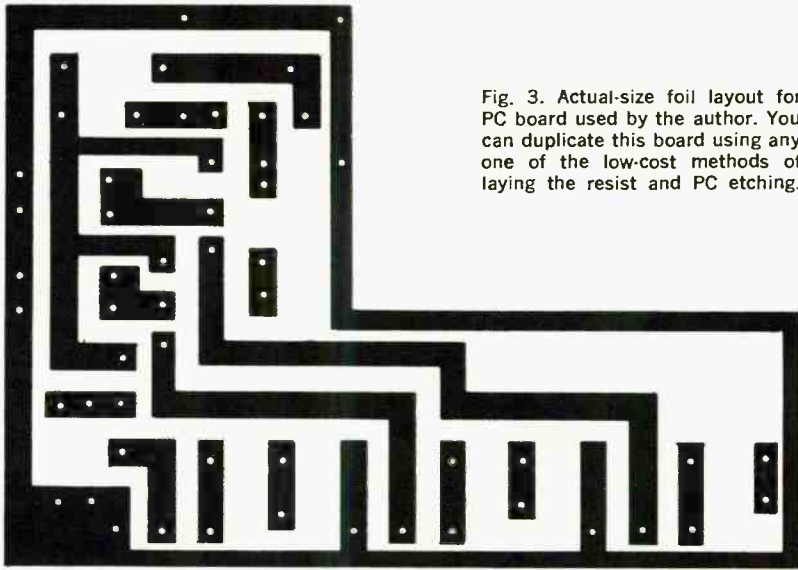 Fig. 3. Actual-size foil layout for
PC board used by the author. You
can duplicate this board using any
one of the low-cost methods of
laying the resist and PC etching.